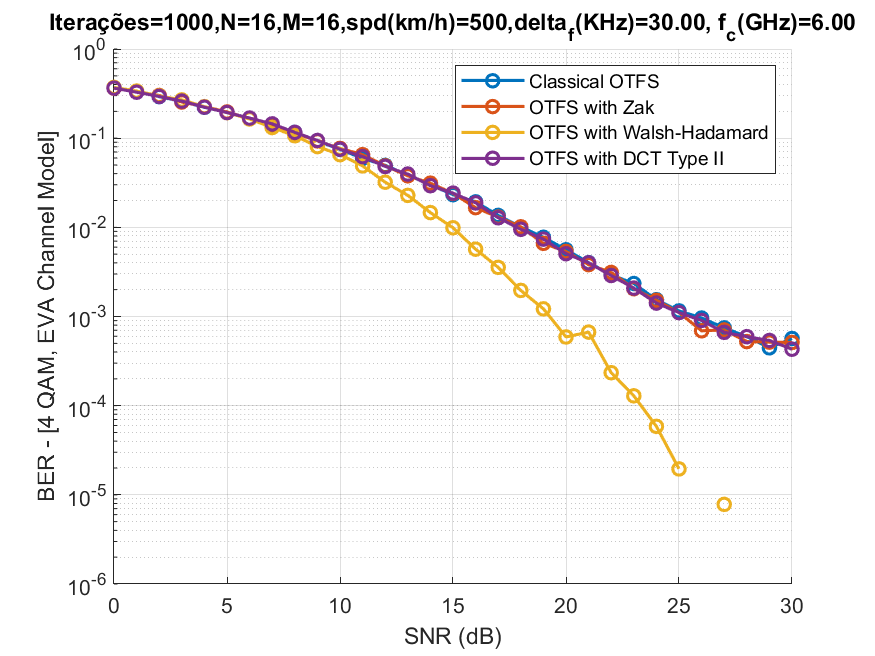 Iterações=1000,N=16,M=16,spd(km/h)=500,delta_f(KHz)=30.00, f_c(GHz)=6.00
10^0
10^-1
10^-2
10^-3
10^-4
10^-5
10^-6
BER - [4 QAM, EVA Channel Model]
Classical OTFS
OTFS with Zak
OTFS with Walsh-Hadamard
OTFS with DCT Type II
0 5 10 15 20 25 30
SNR (dB)